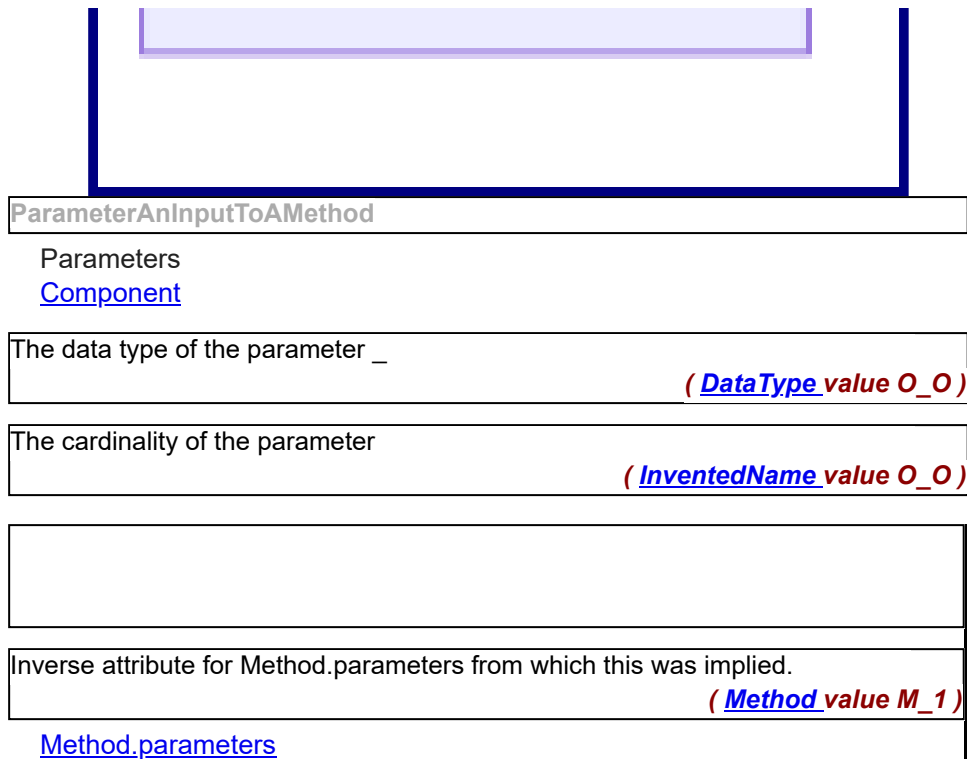 ParameterAnInputToAMethod
Parameters
Component
The data type of the parameter _
( DataType value O_O )
The cardinality of the parameter
( InventedName value O_O )
Inverse attribute for Method.parameters from which this was implied.
( Method value M_1 )
Method.parameters